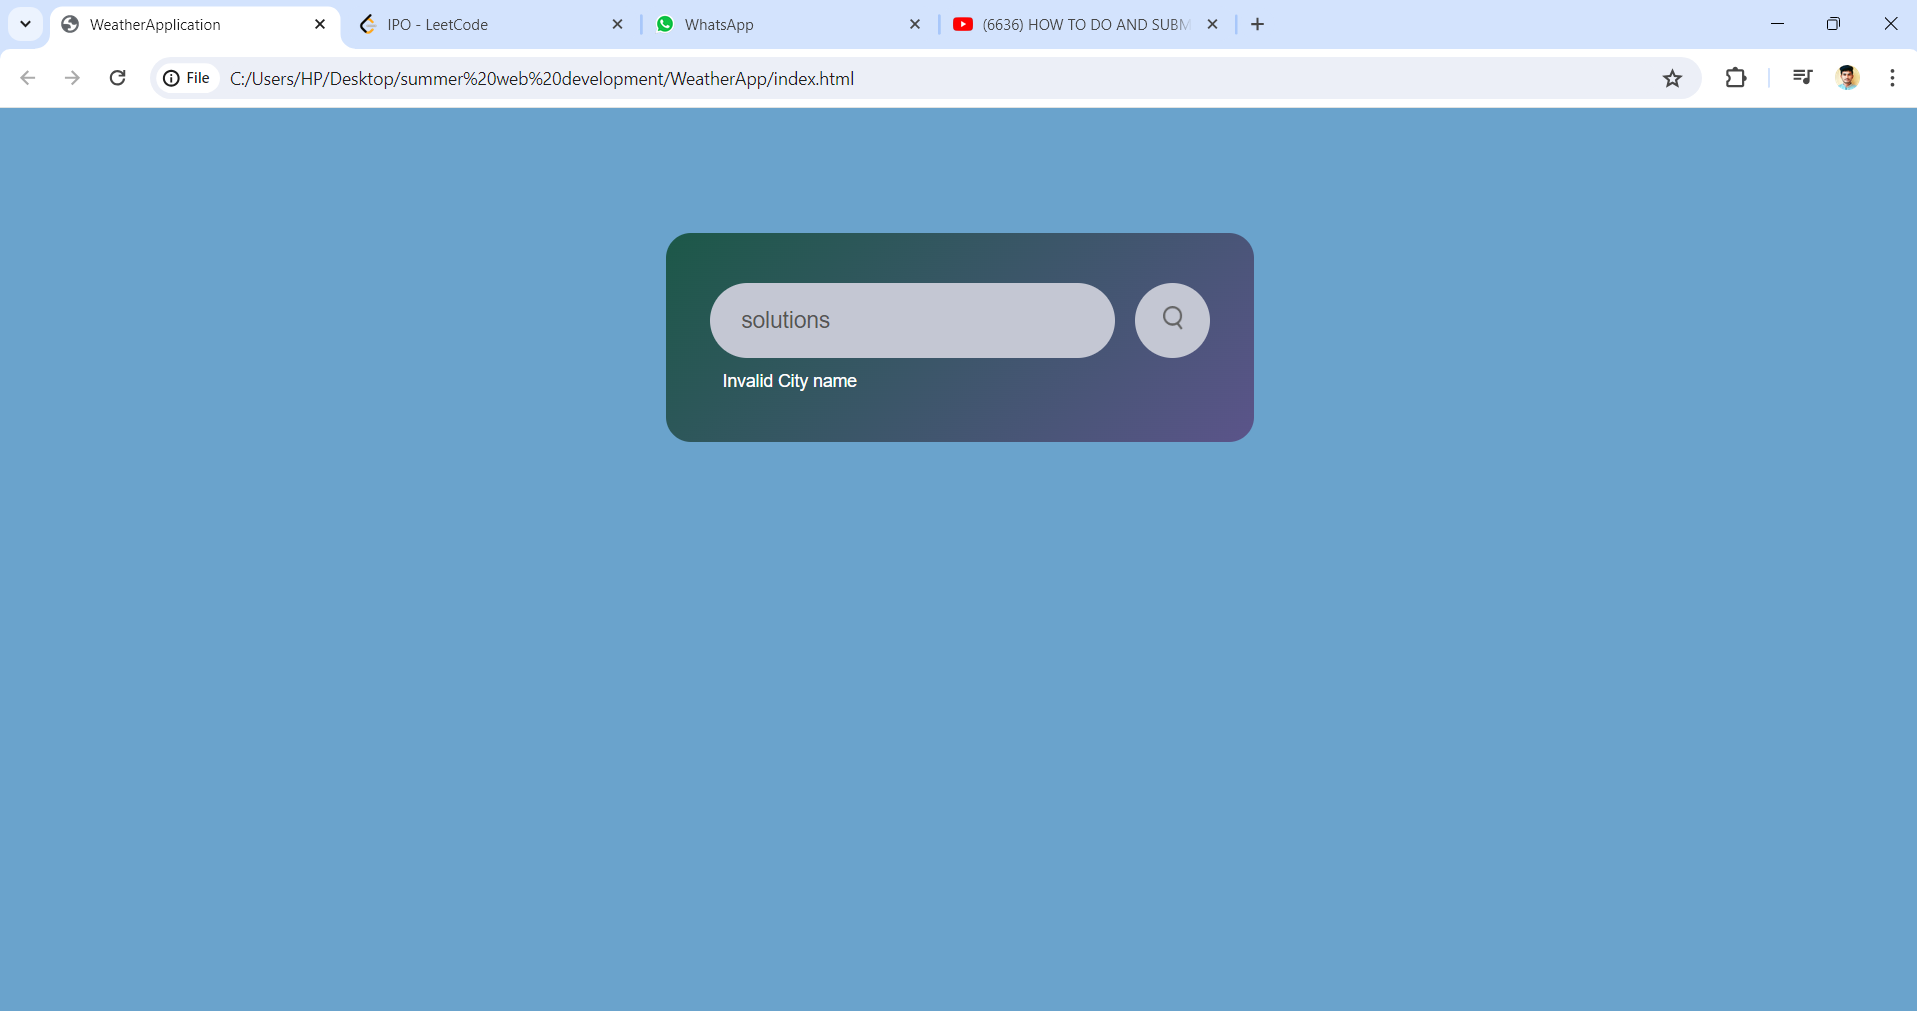 WeatherApplication
IPO - LeetCode
WhatsApp
(6636) HOW TO DO AND SUBM
File
C:/Users/HP/Desktop/summer%20web%20development/WeatherApp/index.html
solutions
Invalid City name